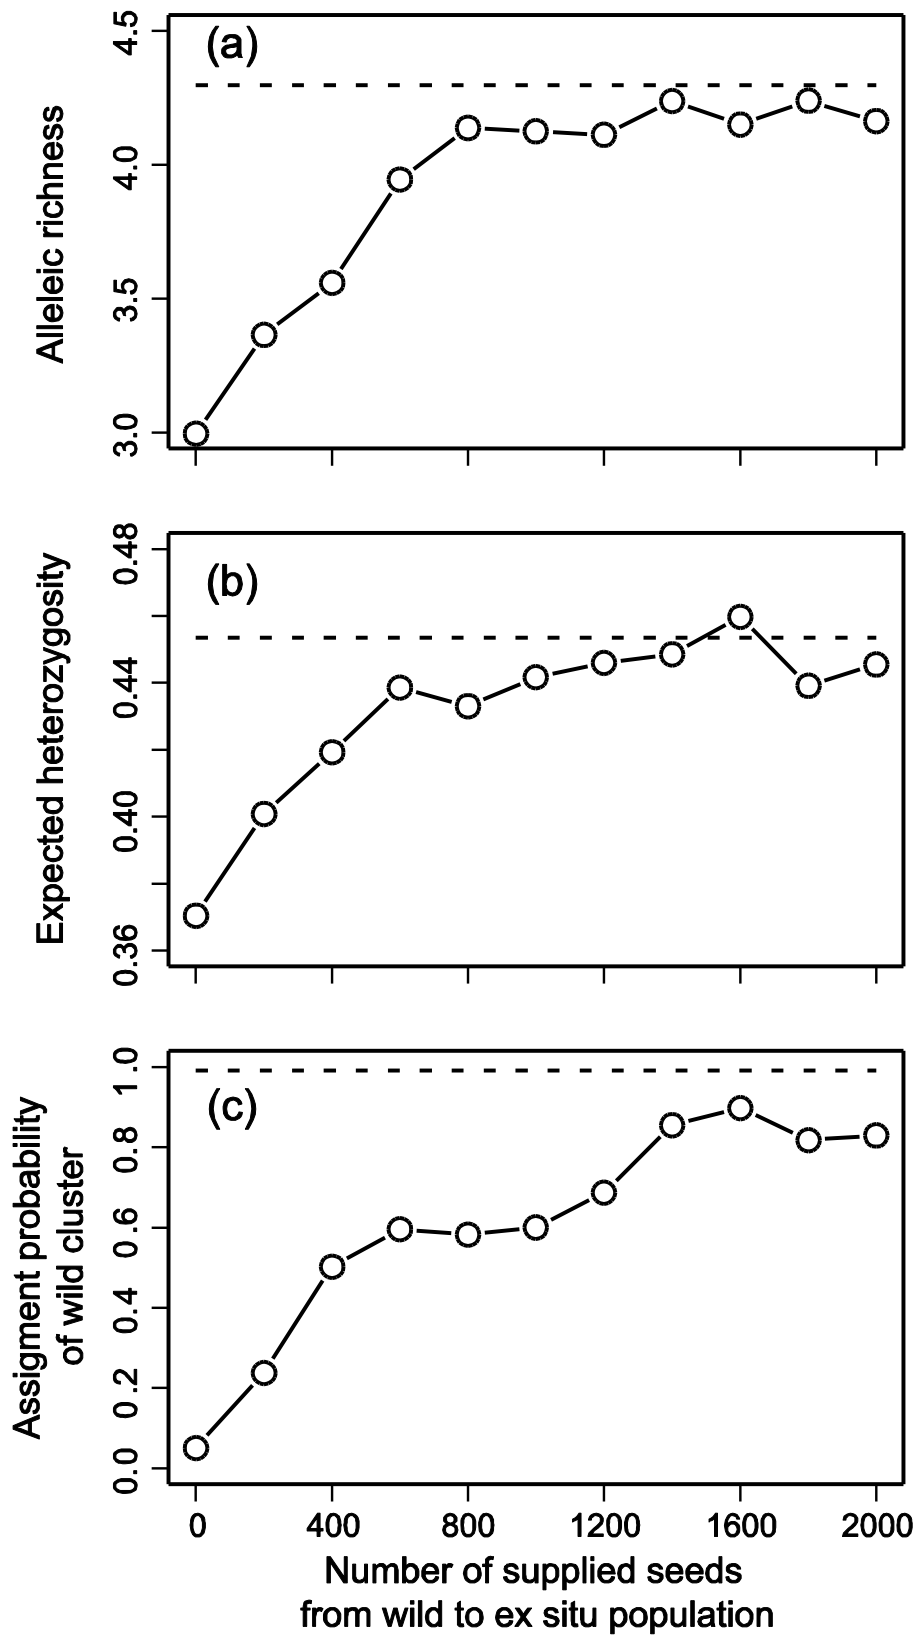 (a)
Alleleic richness
4.5
4.0
3.5
3.0
(b)
Expected heterozygosity
0.48
0.44
0.40
0.36
(c)
Assigment probability
of wild cluster
1.0
0.8
0.6
0.4
0.2
0.0
0 400 800 1200 1600 2000
Number of supplied seeds
from wild to ex situ population